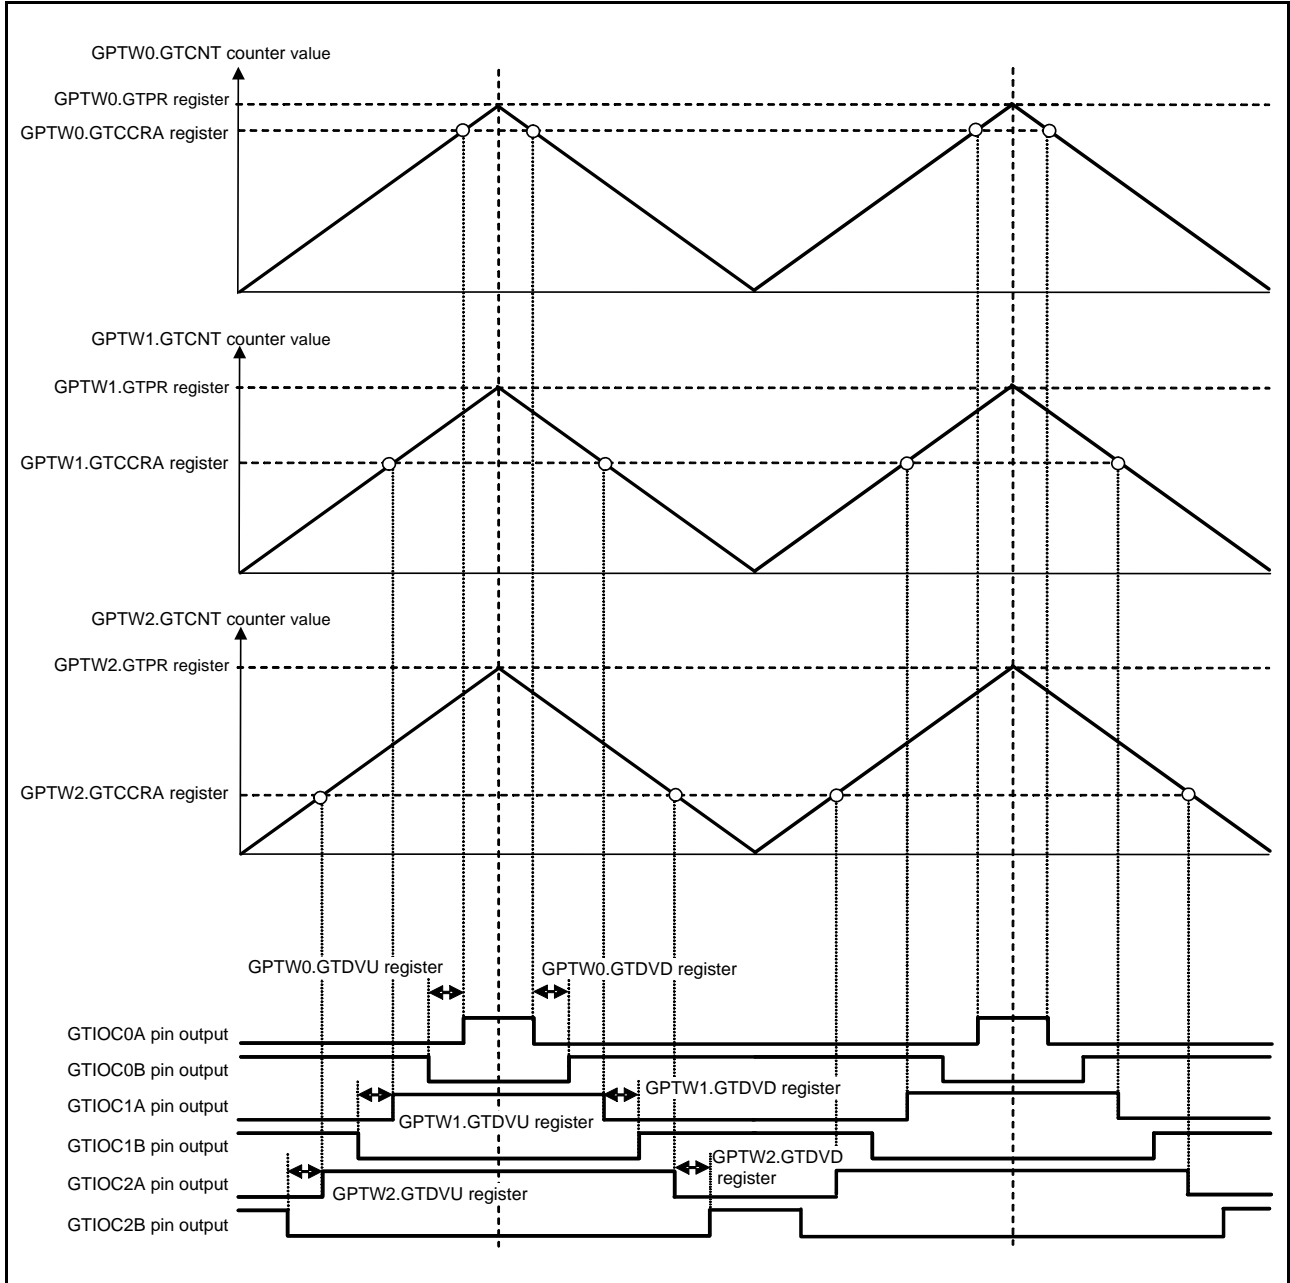 GPTW0.GTCNT counter value
GPTW0.GTPR register
GPTW0.GTCCRA register
GPTW1.GTCNT counter value
GPTW1.GTPR register
GPTW1.GTCCRA register
GPTW2.GTCNT counter value
GPTW2.GTPR register
GPTW2.GTCCRA register
GPTW0.GTDVU register
GPTW0.GTDVD register
GTIOC0A pin output
GTIOC0B pin output
GPTW1.GTDVD register
GTIOC1A pin output
GPTW1.GTDVU register
GTIOC1B pin output
GPTW2.GTDVD
register
GTIOC2A pin output
GPTW2.GTDVU register
GTIOC2B pin output